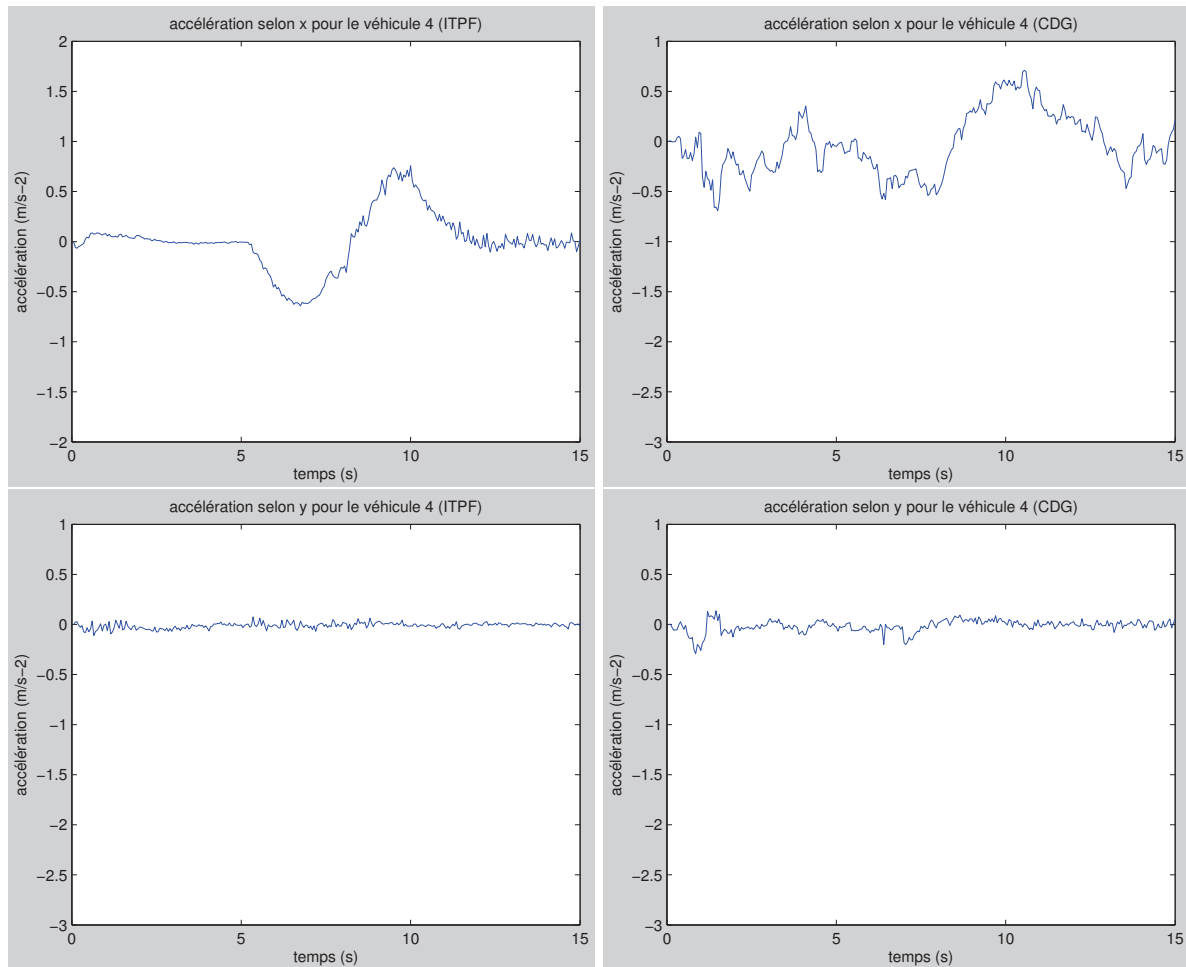 accélération selon x pour le véhicule 4 (ITPF)
2
1.5
1
0.5
0
−0.5
−1
−1.5
−2
accélération (m/s−2)
0 5 10 15
temps (s)
accélération selon x pour le véhicule 4 (CDG)
1
0.5
0
−0.5
−1
−1.5
−2
−2.5
−3
accélération (m/s−2)
0 5 10 15
temps (s)
accélération selon y pour le véhicule 4 (ITPF)
1
0.5
0
−0.5
−1
−1.5
−2
−2.5
−3
accélération (m/s−2)
0 5 10 15
temps (s)
accélération selon y pour le véhicule 4 (CDG)
1
0.5
0
−0.5
−1
−1.5
−2
−2.5
−3
accélération (m/s−2)
0 5 10 15
temps (s)